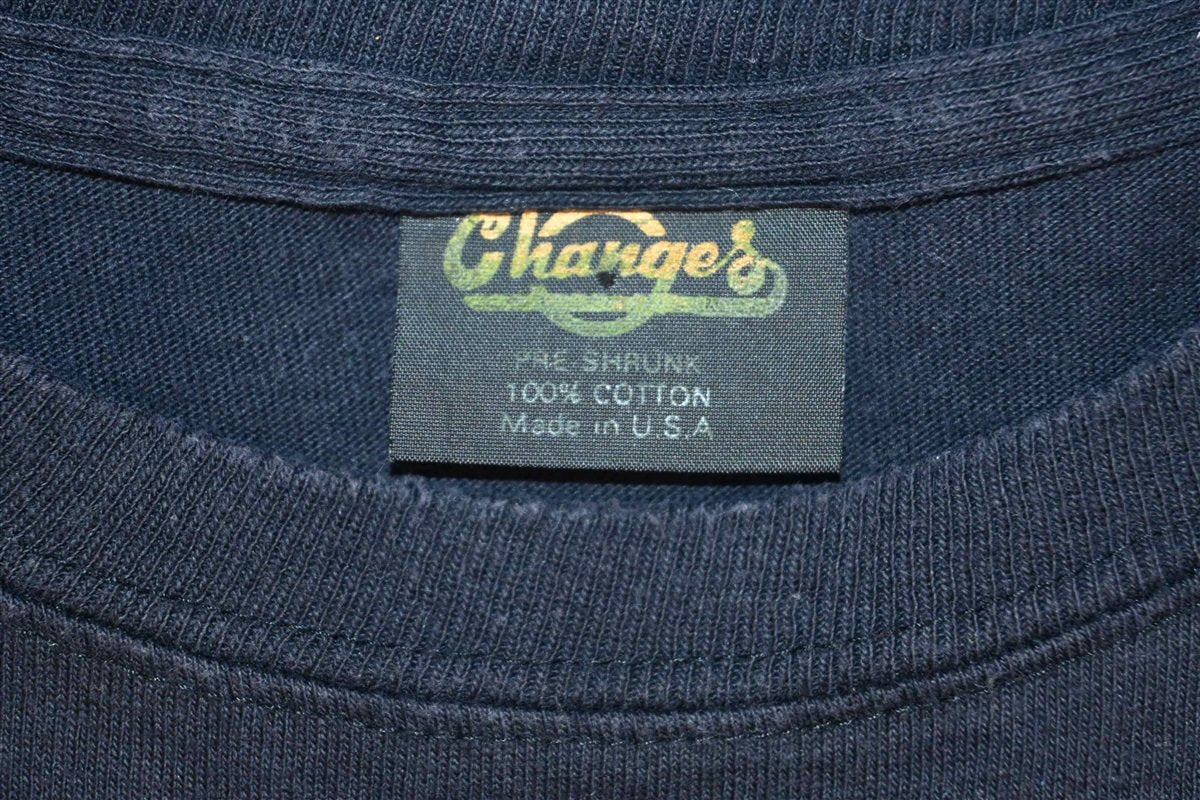 Changes
PRE-SHRUNK
100% COTTON
Made in U.S.A